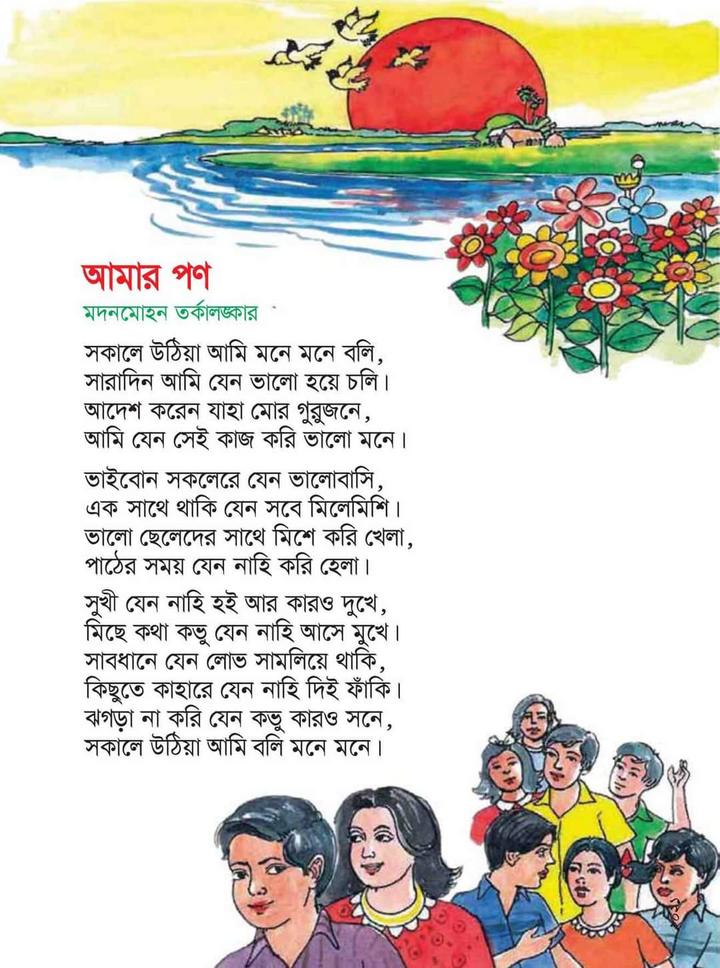 আমার পণ
মদনমোহন তর্কালঙ্কার
সকালে উঠিয়া আমি মনে মনে বলি,
সারাদিন আমি যেন ভালো হয়ে চলি।
আদেশ করেন যাহা মোর গুরুজনে,
আমি যেন সেই কাজ করি ভালো মনে।
ভাইবোন সকলেরে যেন ভালোবাসি,
এক সাথে থাকি যেন সবে মিলেমিশি।
ভালো ছেলেদের সাথে মিশে করি খেলা,
পাঠের সময় যেন নাহি করি হেলা।
সুখী যেন নাহি হই আর কারও দুখে,
মিছে কথা কভু যেন নাহি আসে মুখে।
সাবধানে যেন লোভ সামলিয়ে থাকি,
কিছুতে কাহারে যেন নাহি দিই ফাঁকি।
ঝগড়া না করি যেন কভু কারও সনে,
সকালে উঠিয়া আমি বলি মনে মনে।